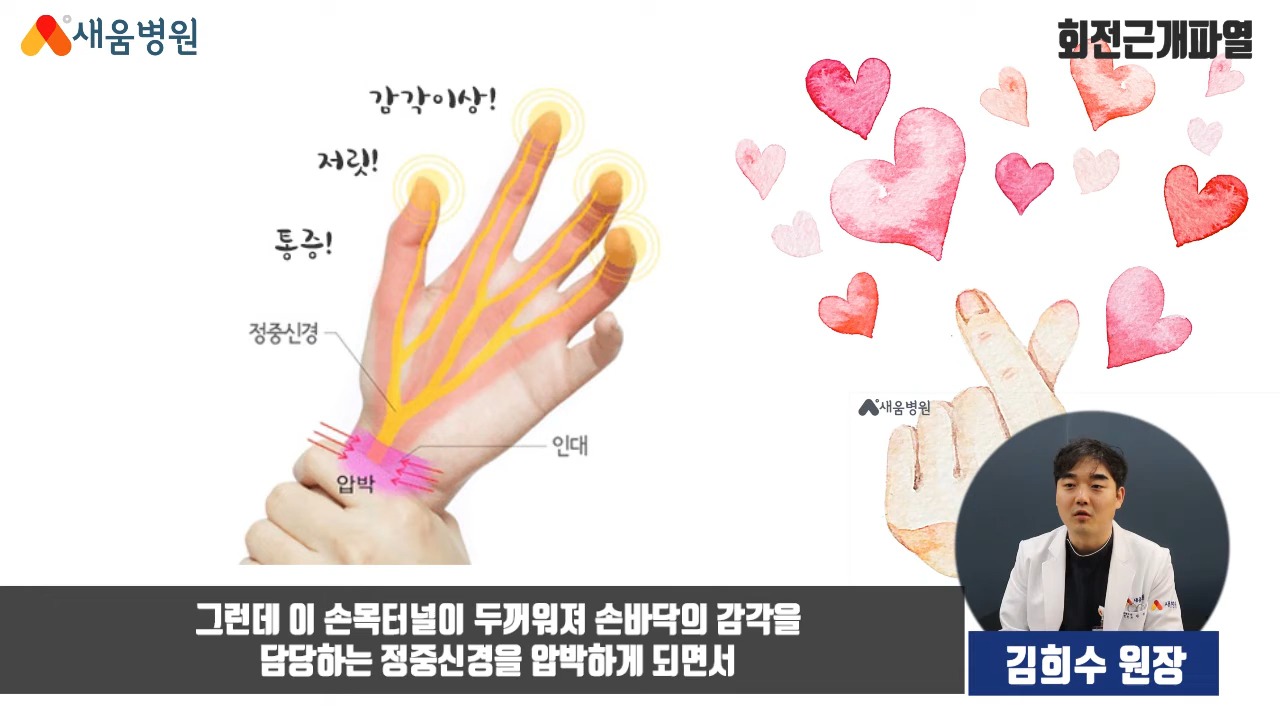 새움병원
회전근개파열
감각이상!
저릿!
통증!
정중신경
인대
압박
새움병원
그런데 이 손목터널이 두꺼워져 손바닥의 감각을
담당하는 정중신경을 압박하게 되면서
김희수 원장